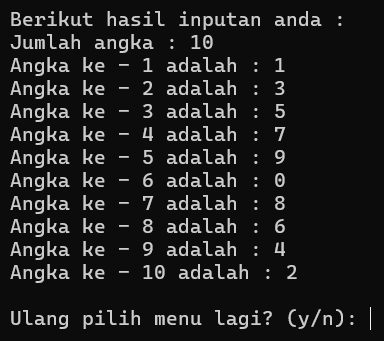 Berikut hasil inputan anda :
Jumlah angka : 10
Angka ke - 1 adalah : 1
Angka ke - 2 adalah : 3
Angka ke - 3 adalah : 5
Angka ke - 4 adalah : 7
Angka ke - 5 adalah : 9
Angka ke - 6 adalah : 0
Angka ke - 7 adalah : 8
Angka ke - 8 adalah : 6
Angka ke - 9 adalah : 4
Angka ke - 10 adalah : 2
Ulang pilih menu lagi? (y/n):